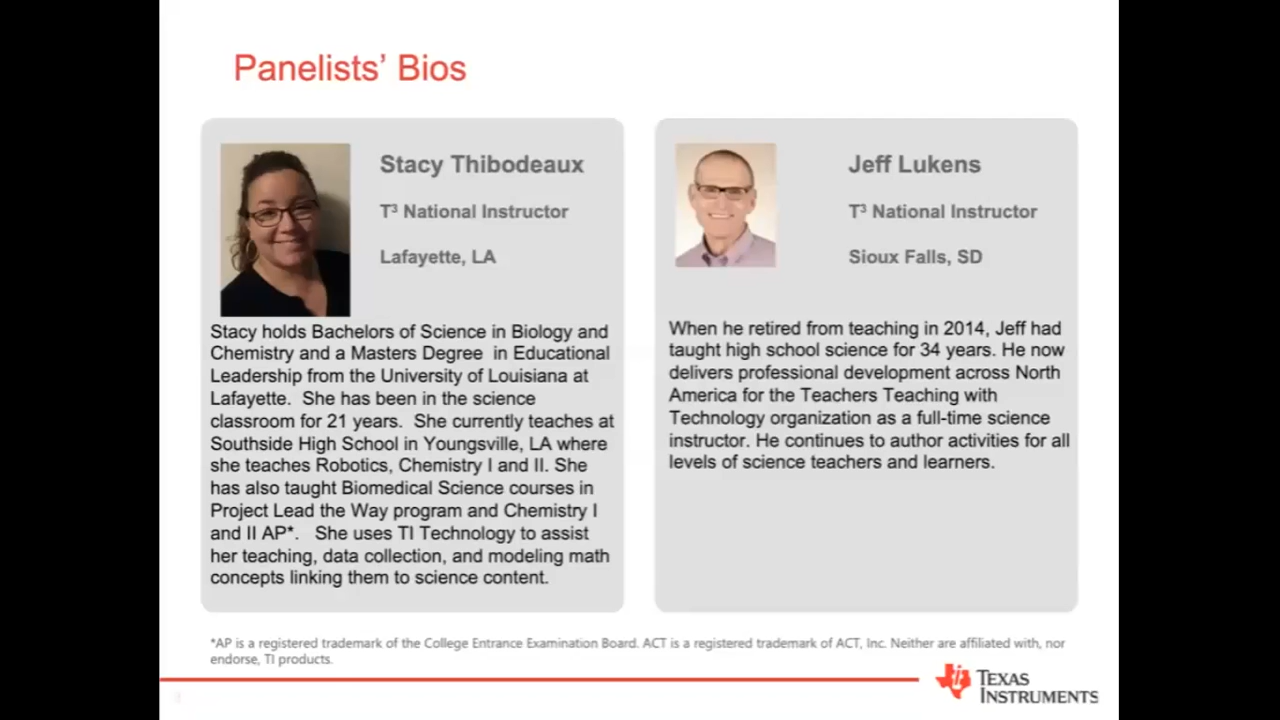 Panelists’ Bios
Stacy Thibodeaux
T³ National Instructor
Lafayette, LA
Stacy holds Bachelors of Science in Biology and
Chemistry and a Masters Degree in Educational
Leadership from the University of Louisiana at
Lafayette. She has been in the science
classroom for 21 years. She currently teaches at
Southside High School in Youngsville, LA where
she teaches Robotics, Chemistry I and II. She
has also taught Biomedical Science courses in
Project Lead the Way program and Chemistry I
and II AP*. She uses TI Technology to assist
her teaching, data collection, and modeling math
concepts linking them to science content.
Jeff Lukens
T³ National Instructor
Sioux Falls, SD
When he retired from teaching in 2014, Jeff had
taught high school science for 34 years. He now
delivers professional development across North
America for the Teachers Teaching with
Technology organization as a full-time science
instructor. He continues to author activities for all
levels of science teachers and learners.
*AP is a registered trademark of the College Entrance Examination Board. ACT is a registered trademark of ACT, Inc. Neither are affiliated with, nor
endorse, TI products.
TEXAS
INSTRUMENTS